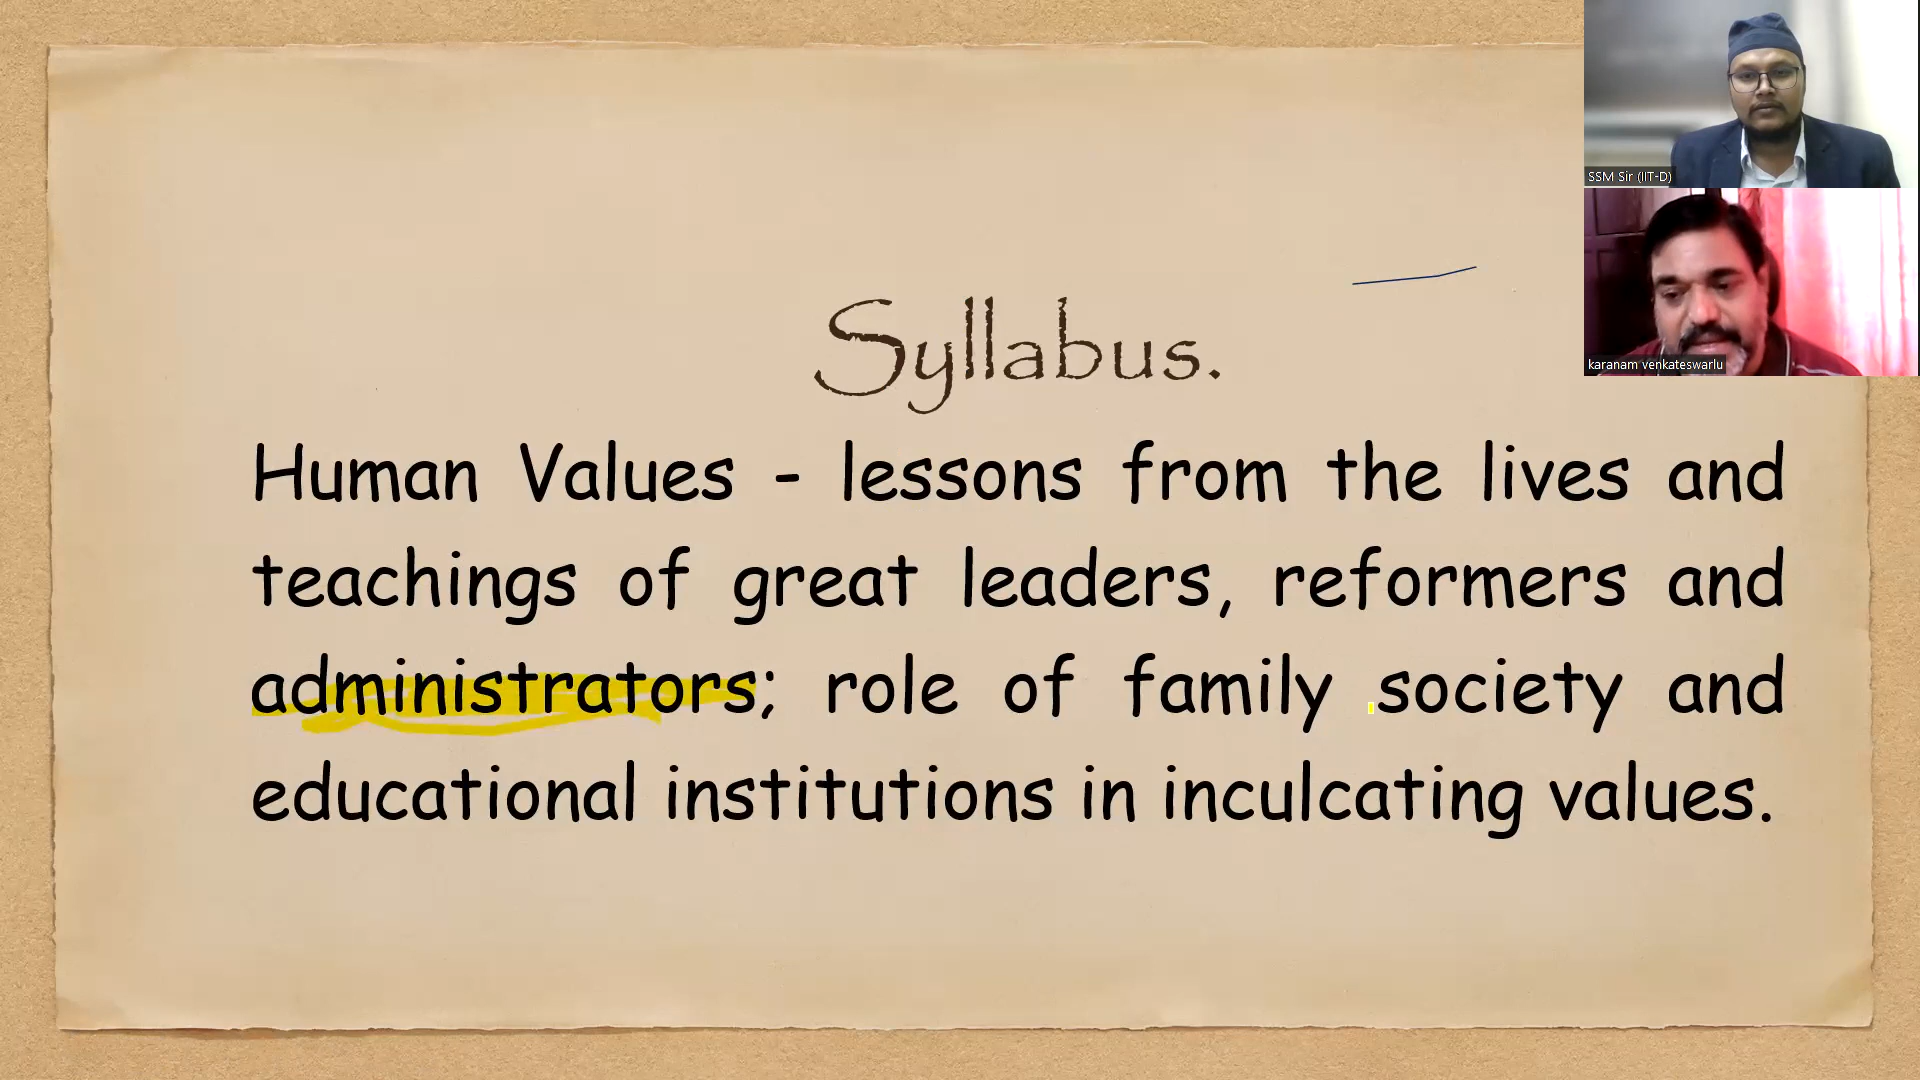 SSM Sir (IIT-D)
karanam venkateswarlu
Syllabus.
Human Values - lessons from the lives and
teachings of great leaders, reformers and
administrators; role of family society and
educational institutions in inculcating values.